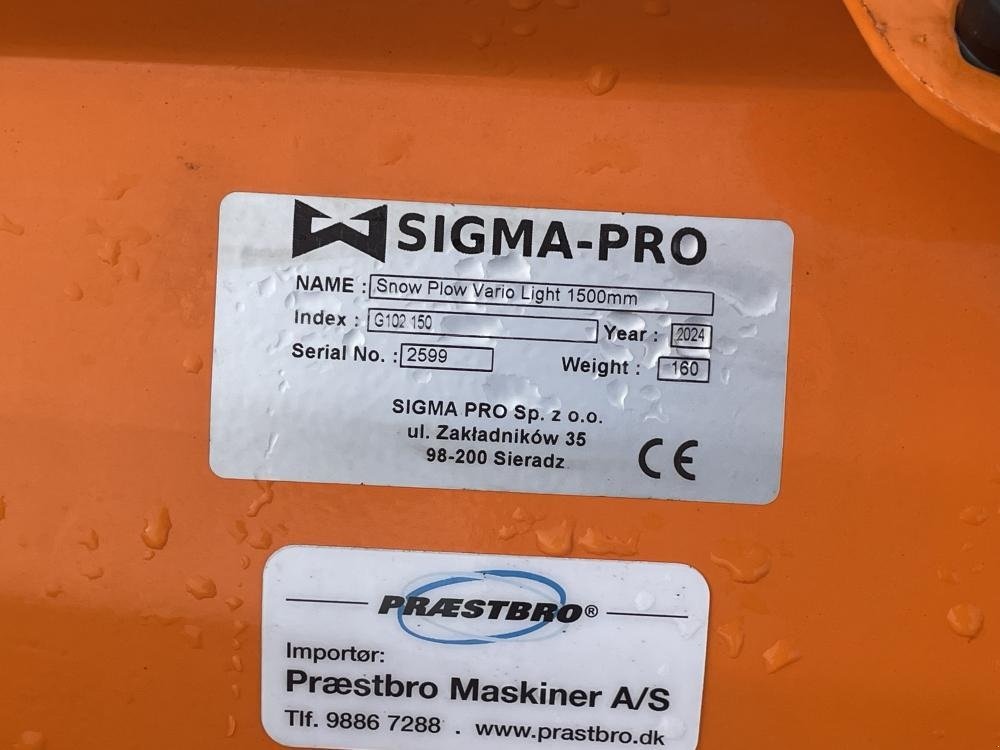 SIGMA-PRO
NAME : Snow Plow Vario Light 1500mm
Index : G102 150 Year : 2024
Serial No. : 2599 Weight : 160
SIGMA PRO Sp. z o.o.
ul. Zakładników 35
98-200 Sieradz
CE
PRÆSTBRO®
Importør:
Præstbro Maskiner A/S
Tlf. 9886 7288 . www.prastbro.dk